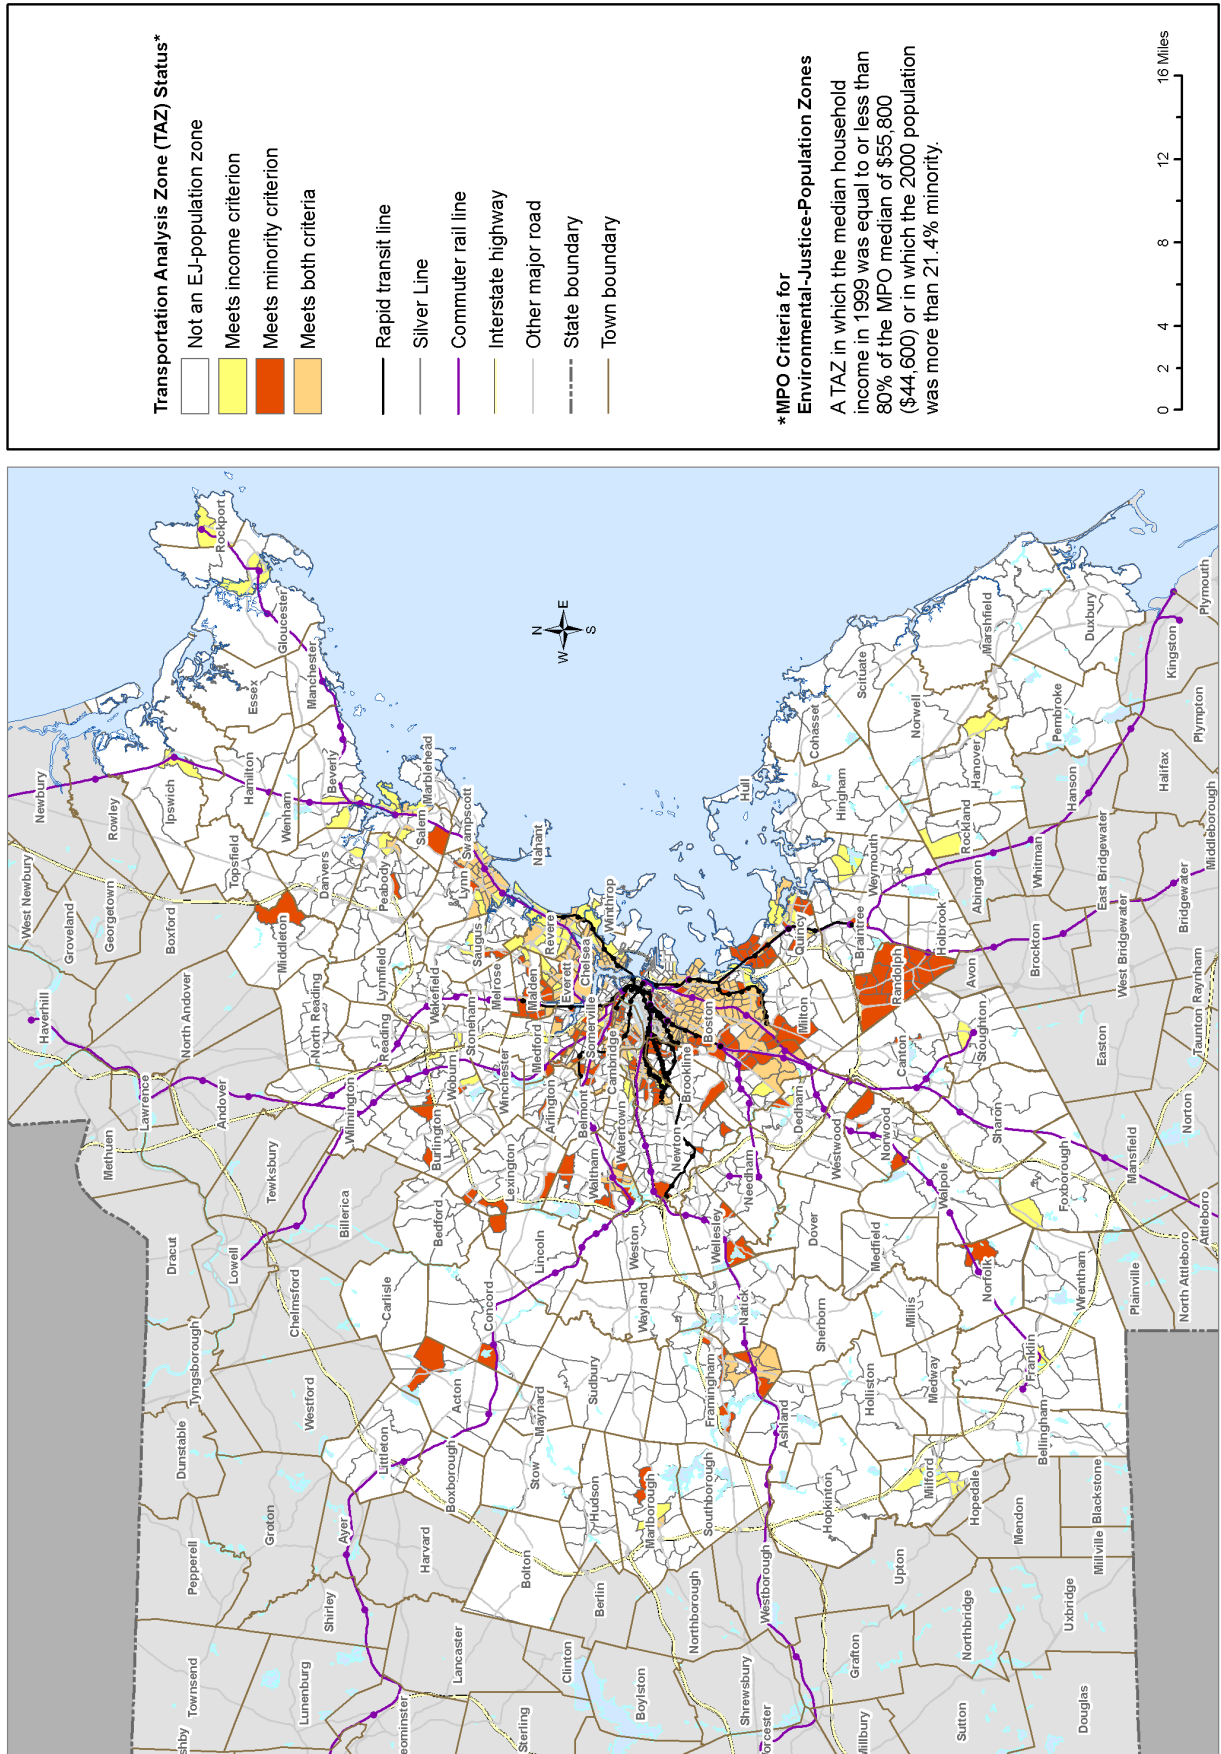 Transportation Analysis Zone (TAZ) Status*
Not an EJ-population zone
Meets income criterion
Meets minority criterion
Meets both criteria
Rapid transit line
Silver Line
Commuter rail line
Interstate highway
Other major road
State boundary
Town boundary
*MPO Criteria for
Environmental-Justice-Population Zones
A TAZ in which the median household
income in 1999 was equal to or less than
80% of the MPO median of $55,800
($44,600) or in which the 2000 population
was more than 21.4% minority.
0 2 4 8 12 16 Miles
N
W E
S
Newbury
West Newbury
Rowley
Groveland
Georgetown
Boxford
Haverhill
North Andover
Lawrence
Andover
Methuen
Tewksbury
Dracut
Lowell
Billerica
Chelmsford
Tyngsborough
Westford
Dunstable
Groton
Pepperell
Ayer
Shirley
Harvard
Townsend
Lunenburg
Lancaster
shby
eominster
Sterling
Clinton
Boylston
Berlin
Bolton
Northborough
Shrewsbury
orcester
Westborough
Grafton
Millbury
Sutton
Northbridge
Upton
Uxbridge
Douglas
Mendon
Hopedale
Millville
Blackstone
Rockport
Gloucester
Essex
Manchester
Ipswich
Hamilton
Wenham
Beverly
Topsfield
Danvers
Middleton
Peabody
Salem
Marblehead
Swampscott
Lynn
Nahant
Lynnfield
North Reading
Reading
Wakefield
Saugus
Melrose
Stoneham
Malden
Revere
Everett
Chelsea
Winthrop
Wilmington
Woburn
Winchester
Medford
Somerville
Burlington
Arlington
Belmont
Cambridge
Boston
Bedford
Lexington
Waltham
Watertown
Newton
Brookline
Carlisle
Concord
Lincoln
Weston
Wellesley
Needham
Dedham
Milton
Quincy
Hull
Acton
Littleton
Boxborough
Maynard
Stow
Sudbury
Wayland
Hudson
Marlborough
Southborough
Framingham
Natick
Ashland
Hopkinton
Sherborn
Dover
Holliston
Medfield
Westwood
Norwood
Walpole
Canton
Millis
Medway
Norfolk
Milford
Franklin
Bellingham
Wrentham
Foxborough
Sharon
Stoughton
Randolph
Braintree
Holbrook
Weymouth
Hingham
Cohasset
Scituate
Norwell
Rockland
Hanover
Marshfield
Pembroke
Duxbury
Abington
Whitman
Hanson
Avon
Brockton
East Bridgewater
West Bridgewater
Bridgewater
Middleborough
Halifax
Plympton
Kingston
Plymouth
Easton
Raynham
Taunton
Norton
Mansfield
Plainville
North Attleboro
Attleboro